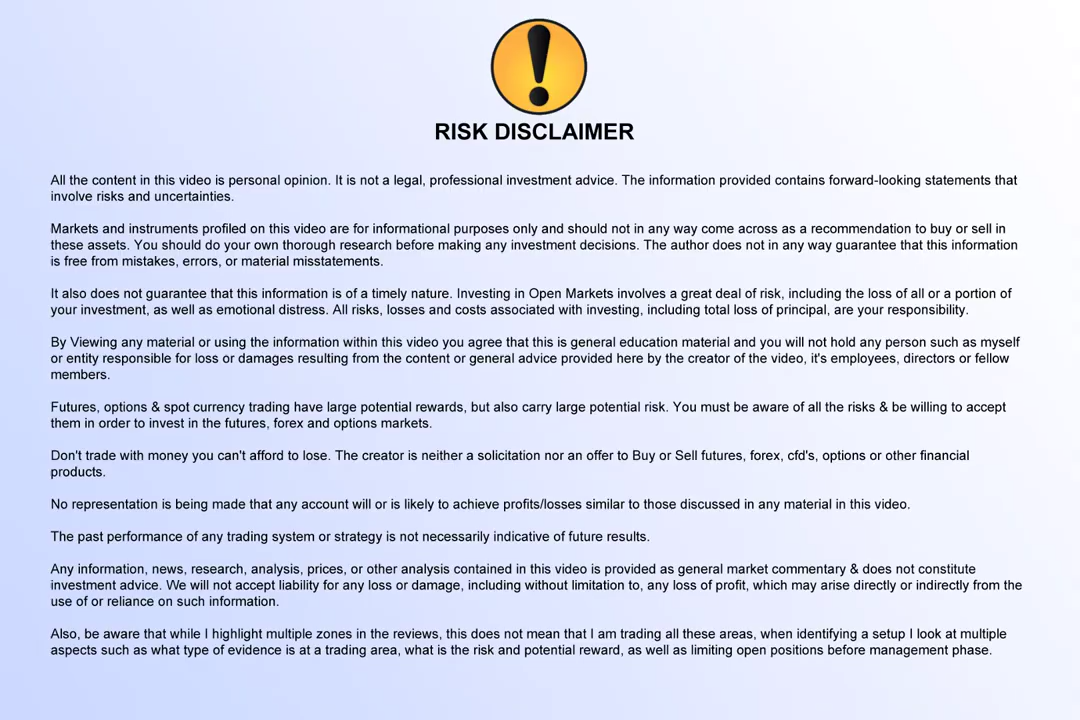 RISK DISCLAIMER
All the content in this video is personal opinion. It is not a legal, professional investment advice. The information provided contains forward-looking statements that
involve risks and uncertainties.
Markets and instruments profiled on this video are for informational purposes only and should not in any way come across as a recommendation to buy or sell in
these assets. You should do your own thorough research before making any investment decisions. The author does not in any way guarantee that this information
is free from mistakes, errors, or material misstatements.
It also does not guarantee that this information is of a timely nature. Investing in Open Markets involves a great deal of risk, including the loss of all or a portion of
your investment, as well as emotional distress. All risks, losses and costs associated with investing, including total loss of principal, are your responsibility.
By Viewing any material or using the information within this video you agree that this is general education material and you will not hold any person such as myself
or entity responsible for loss or damages resulting from the content or general advice provided here by the creator of the video, it's employees, directors or fellow
members.
Futures, options & spot currency trading have large potential rewards, but also carry large potential risk. You must be aware of all the risks & be willing to accept
them in order to invest in the futures, forex and options markets.
Don't trade with money you can't afford to lose. The creator is neither a solicitation nor an offer to Buy or Sell futures, forex, cfd's, options or other financial
products.
No representation is being made that any account will or is likely to achieve profits/losses similar to those discussed in any material in this video.
The past performance of any trading system or strategy is not necessarily indicative of future results.
Any information, news, research, analysis, prices, or other analysis contained in this video is provided as general market commentary & does not constitute
investment advice. We will not accept liability for any loss or damage, including without limitation to, any loss of profit, which may arise directly or indirectly from the
use of or reliance on such information.
Also, be aware that while I highlight multiple zones in the reviews, this does not mean that I am trading all these areas, when identifying a setup I look at multiple
aspects such as what type of evidence is at a trading area, what is the risk and potential reward, as well as limiting open positions before management phase.